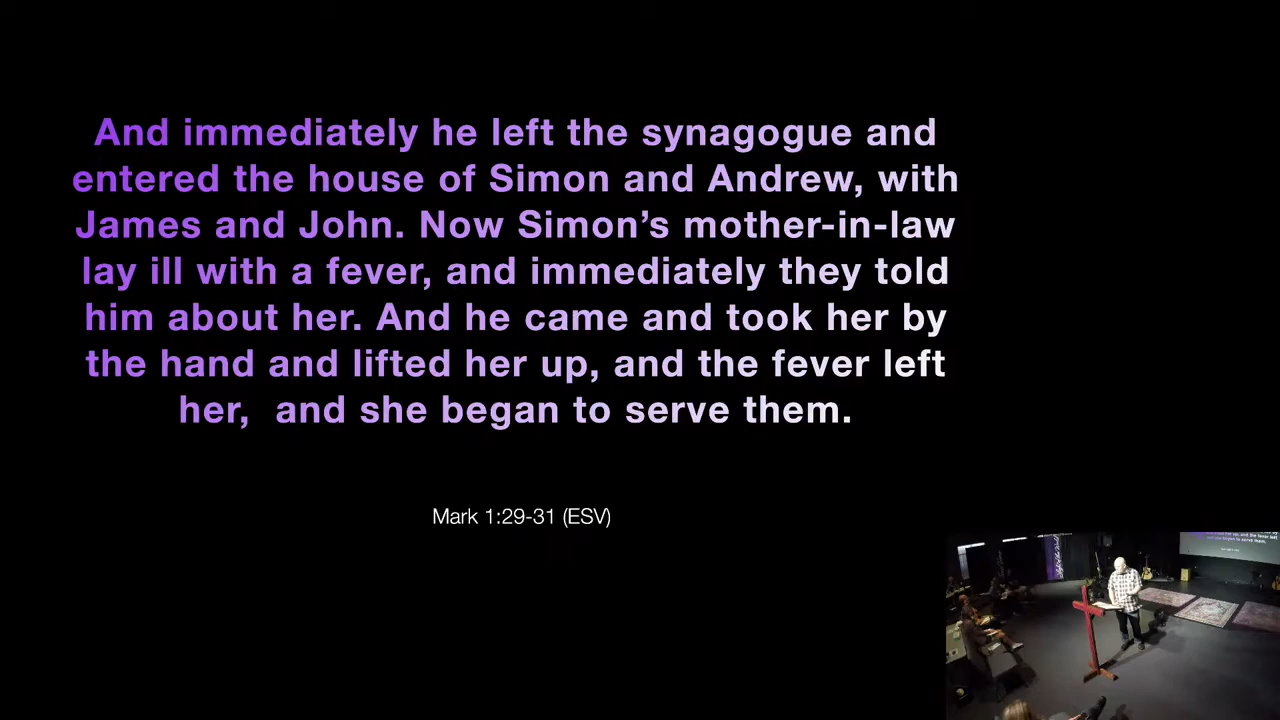 And immediately he left the synagogue and
entered the house of Simon and Andrew, with
James and John. Now Simon’s mother-in-law
lay ill with a fever, and immediately they told
him about her. And he came and took her by
the hand and lifted her up, and the fever left
her,  and she began to serve them.
Mark 1:29-31 (ESV)